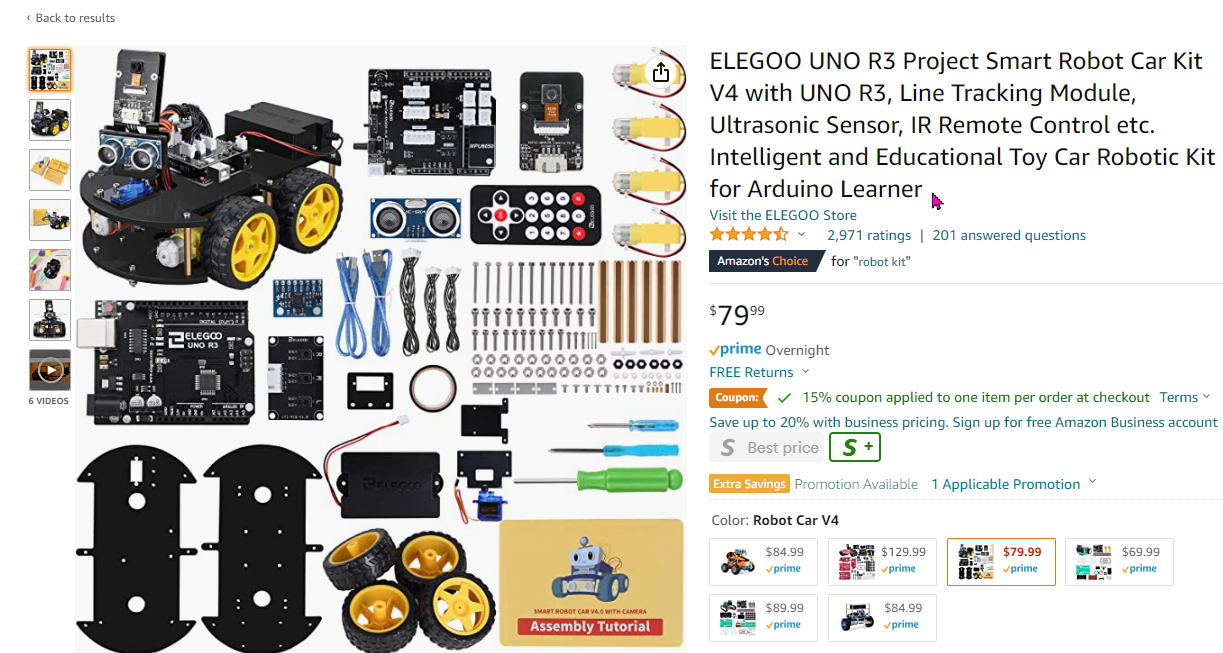 ‹ Back to results
ELEGOO UNO R3 Project Smart Robot Car Kit
V4 with UNO R3, Line Tracking Module,
Ultrasonic Sensor, IR Remote Control etc.
Intelligent and Educational Toy Car Robotic Kit
for Arduino Learner
Visit the ELEGOO Store
2,971 ratings | 201 answered questions
Amazon's Choice for "robot kit"
$79.99
prime Overnight
FREE Returns
Coupon: 15% coupon applied to one item per order at checkout Terms
Save up to 20% with business pricing. Sign up for free Amazon Business account
S Best price S +
Extra Savings Promotion Available 1 Applicable Promotion
Color: Robot Car V4
$84.99 $129.99 $79.99 $69.99
prime prime prime prime
$89.99 $84.99
prime prime
6 VIDEOS
HC-SR04
MPU6050
ELEGOO
UNO R3
ELEGOO
SMART ROBOT CAR V4.0 WITH CAMERA
Assembly Tutorial